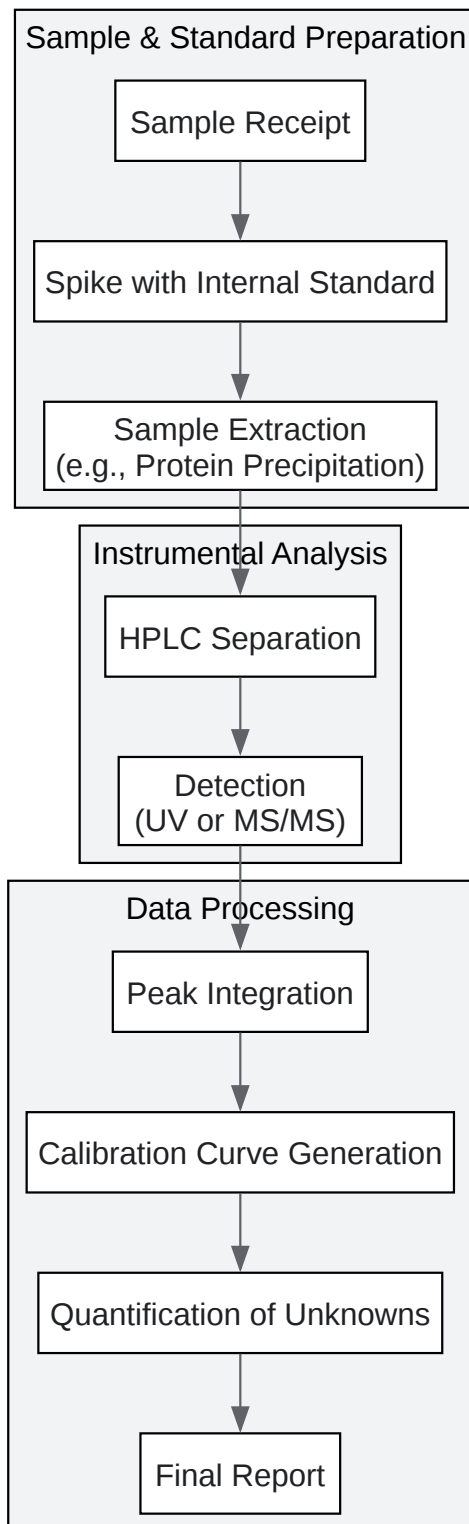 Sample & Standard Preparation
Sample Receipt
Spike with Internal Standard
Sample Extraction
(e.g., Protein Precipitation)
Instrumental Analysis
HPLC Separation
Detection
(UV or MS/MS)
Data Processing
Peak Integration
Calibration Curve Generation
Quantification of Unknowns
Final Report